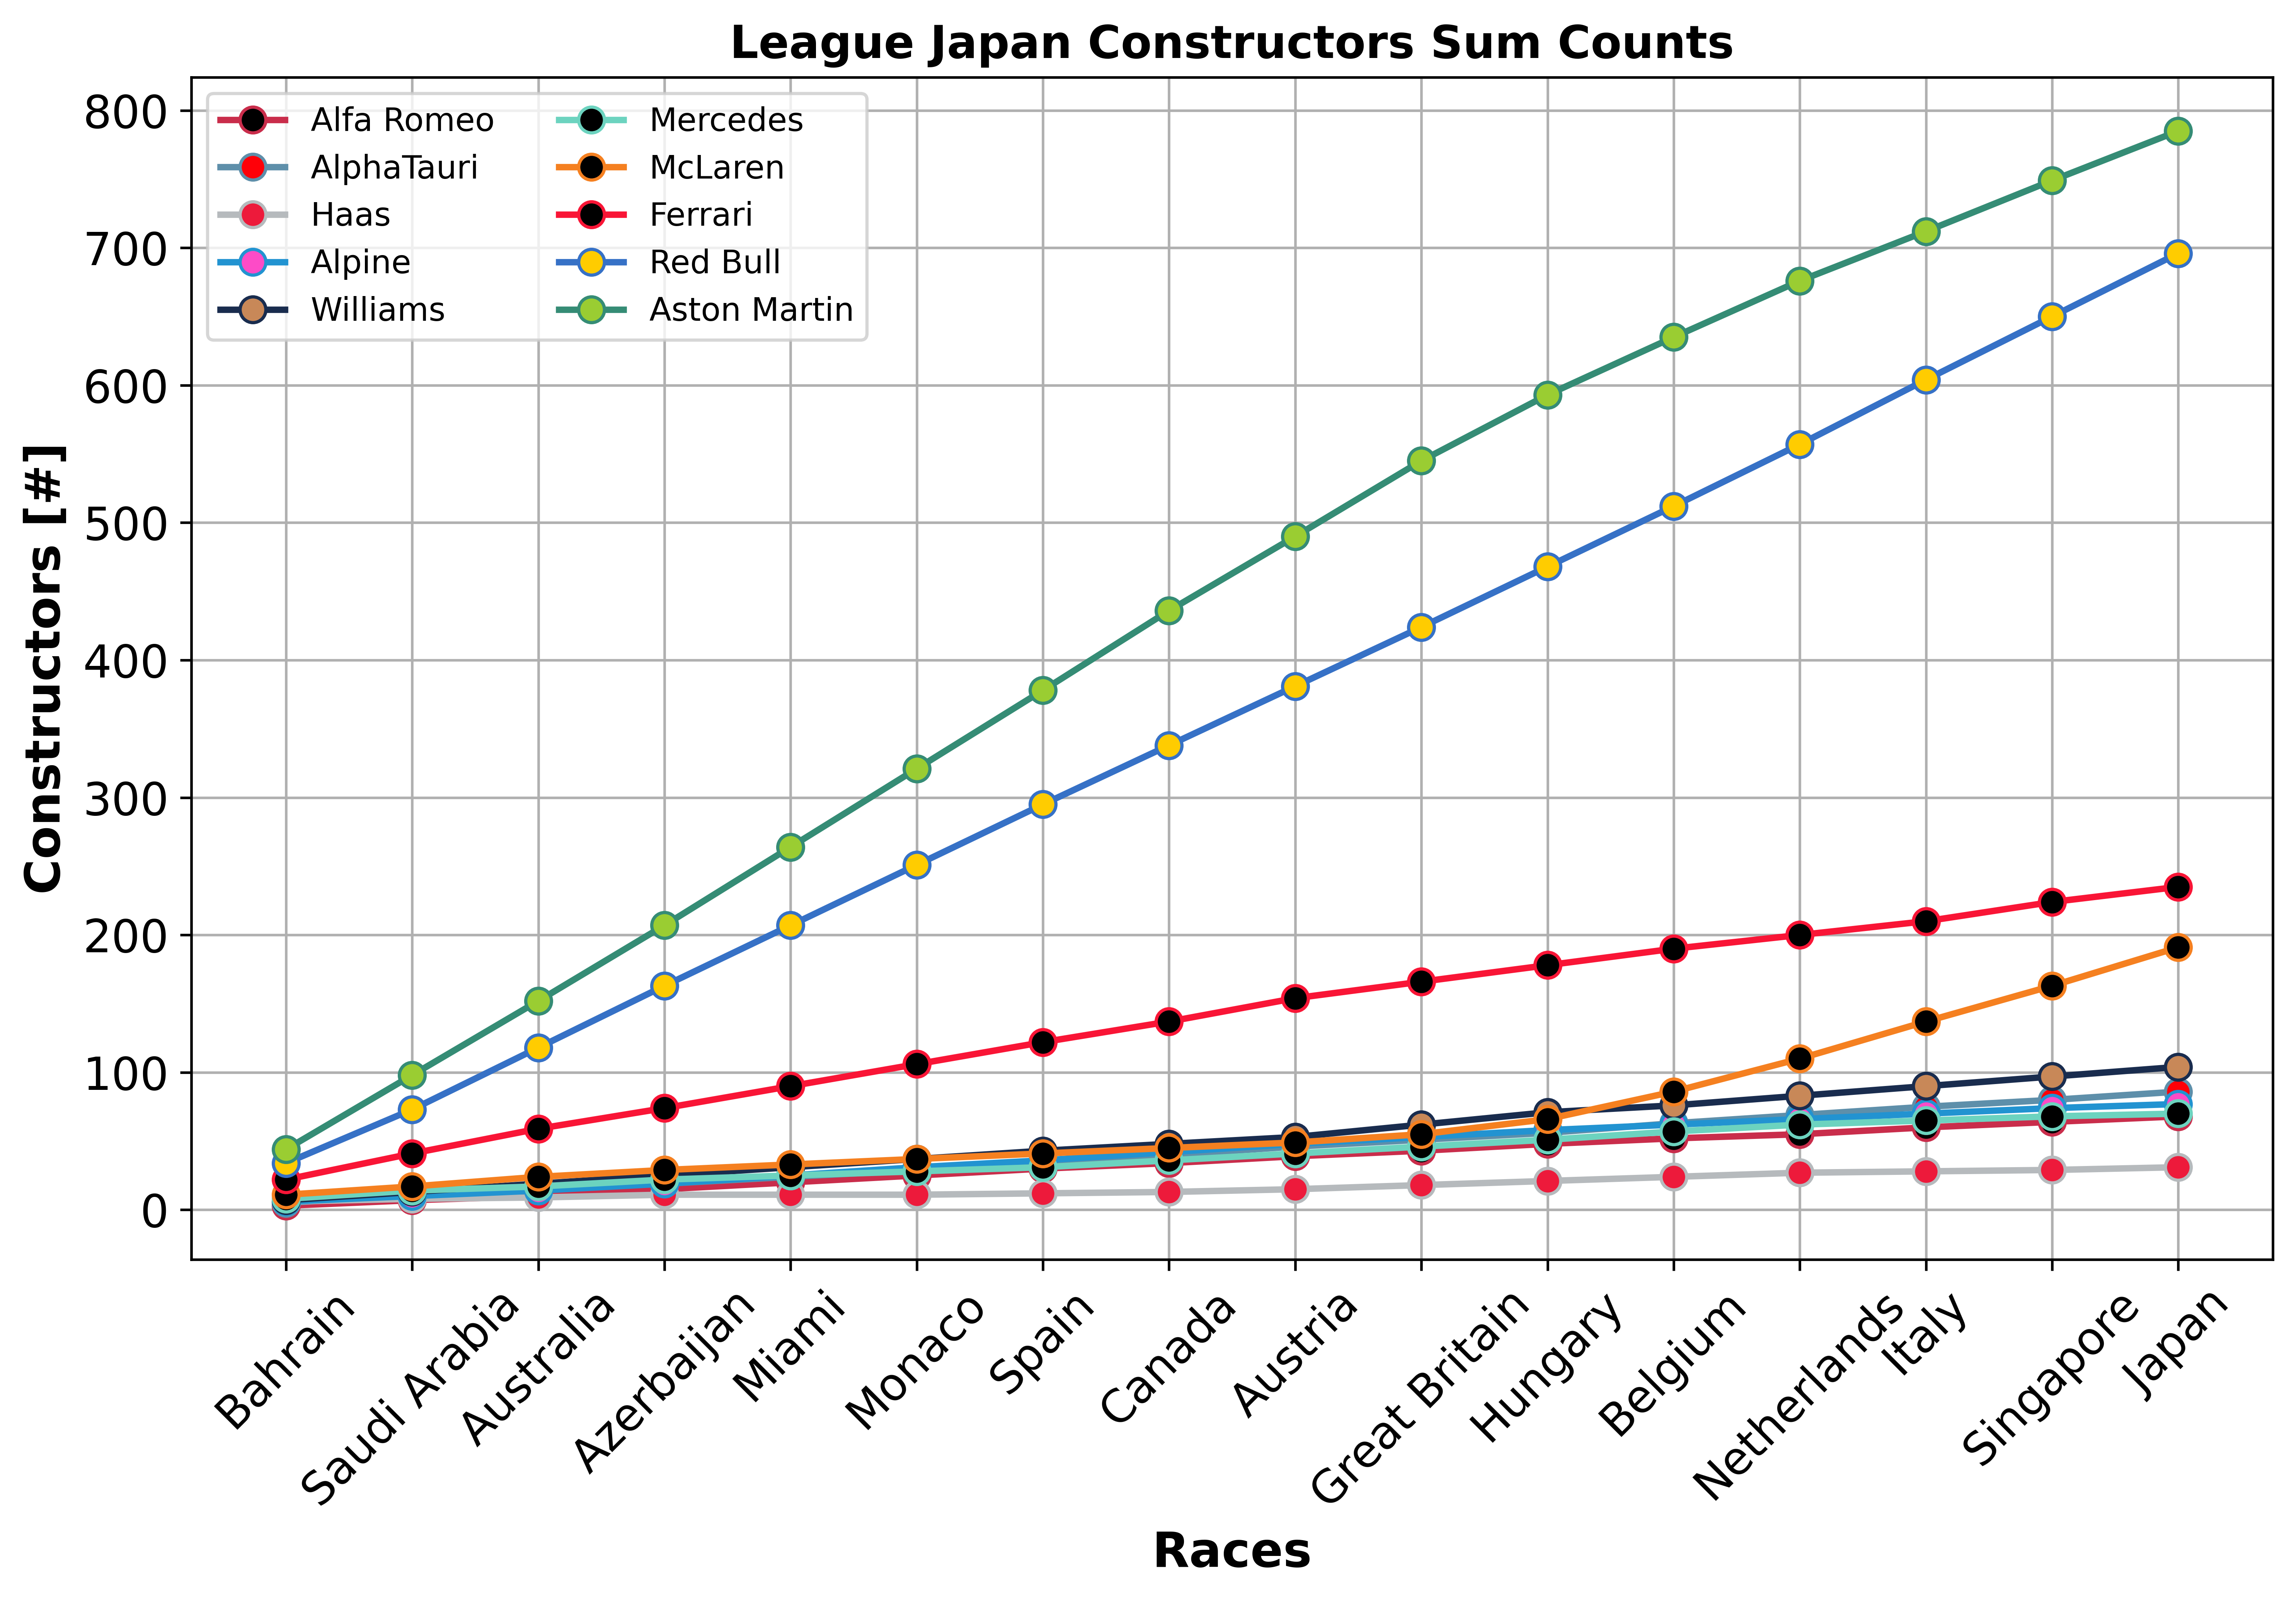 League Japan Constructors Sum Counts
Constructors [#]
800
700
600
500
400
300
200
100
0
Alfa Romeo
AlphaTauri
Haas
Alpine
Williams
Mercedes
McLaren
Ferrari
Red Bull
Aston Martin
Bahrain
Saudi Arabia
Australia
Azerbaijan
Miami
Monaco
Spain
Canada
Austria
Great Britain
Hungary
Belgium
Netherlands
Italy
Singapore
Japan
Races